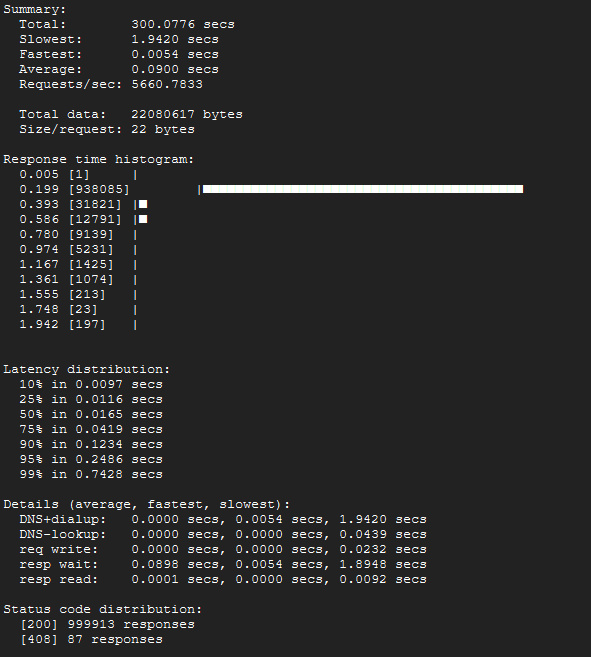 Summary:
  Total:        300.0776 secs
  Slowest:      1.9420 secs
  Fastest:      0.0054 secs
  Average:      0.0900 secs
  Requests/sec: 5660.7833
  Total data:   22080617 bytes
  Size/request: 22 bytes
Response time histogram:
  0.005 [1]     |
  0.199 [938085]        |■■■■■■■■■■■■■■■■■■■■■■■■■■■■■■■■■■■■■■■■
  0.393 [31821] |■
  0.586 [12791] |■
  0.780 [9139]  |
  0.974 [5231]  |
  1.167 [1425]  |
  1.361 [1074]  |
  1.555 [213]   |
  1.748 [23]    |
  1.942 [197]   |
Latency distribution:
  10% in 0.0097 secs
  25% in 0.0116 secs
  50% in 0.0165 secs
  75% in 0.0419 secs
  90% in 0.1234 secs
  95% in 0.2486 secs
  99% in 0.7428 secs
Details (average, fastest, slowest):
  DNS+dialup:   0.0000 secs, 0.0054 secs, 1.9420 secs
  DNS-lookup:   0.0000 secs, 0.0000 secs, 0.0439 secs
  req write:    0.0000 secs, 0.0000 secs, 0.0232 secs
  resp wait:    0.0898 secs, 0.0054 secs, 1.8948 secs
  resp read:    0.0001 secs, 0.0000 secs, 0.0092 secs
Status code distribution:
  [200] 999913 responses
  [408] 87 responses